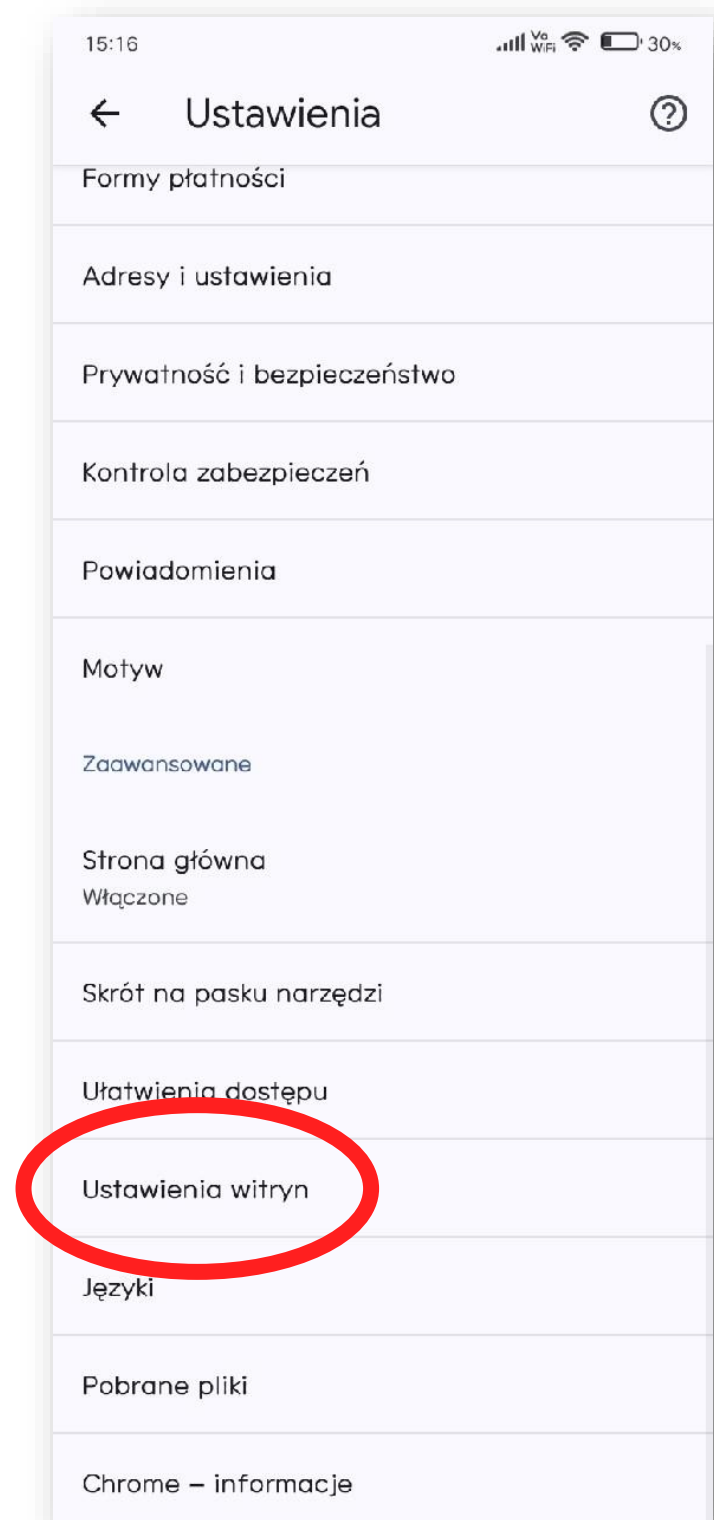 15:16 Vo WiFi 30%
Ustawienia
Formy płatności
Adresy i ustawienia
Prywatność i bezpieczeństwo
Kontrola zabezpieczeń
Powiadomienia
Motyw
Zaawansowane
Strona główna
Włączone
Skrót na pasku narzędzi
Ułatwienia dostępu
Ustawienia witryn
Języki
Pobrane pliki
Chrome – informacje